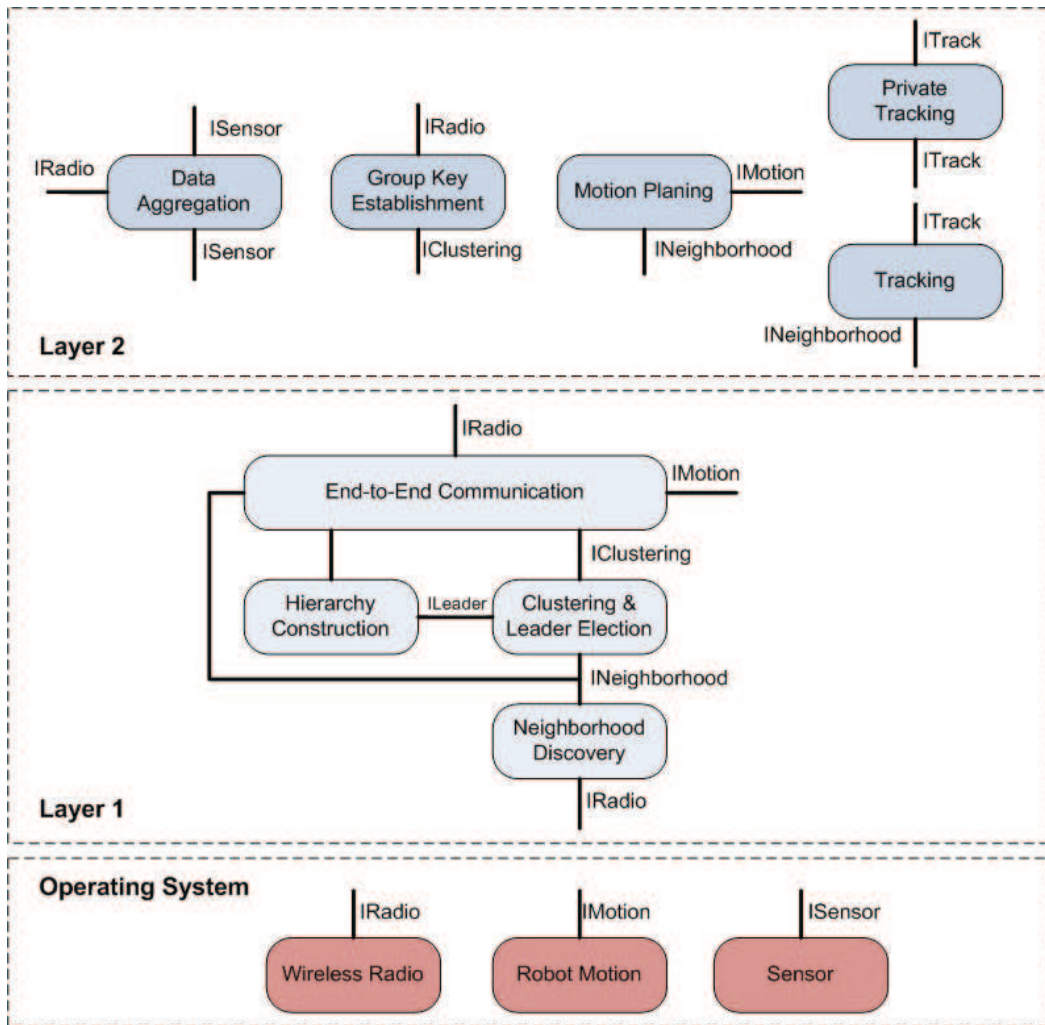 ITrack
Private
Tracking
ITrack
ISensor
IRadio
Data
Aggregation
ISensor
IRadio
Group Key
Establishment
IClustering
IMotion
Motion Planing
INeighborhood
ITrack
Tracking
INeighborhood
Layer 2
IRadio
End-to-End Communication
IMotion
IClustering
Hierarchy
Construction
ILeader
Clustering &
Leader Election
INeighborhood
Neighborhood
Discovery
IRadio
Layer 1
Operating System
IRadio
Wireless Radio
IMotion
Robot Motion
ISensor
Sensor